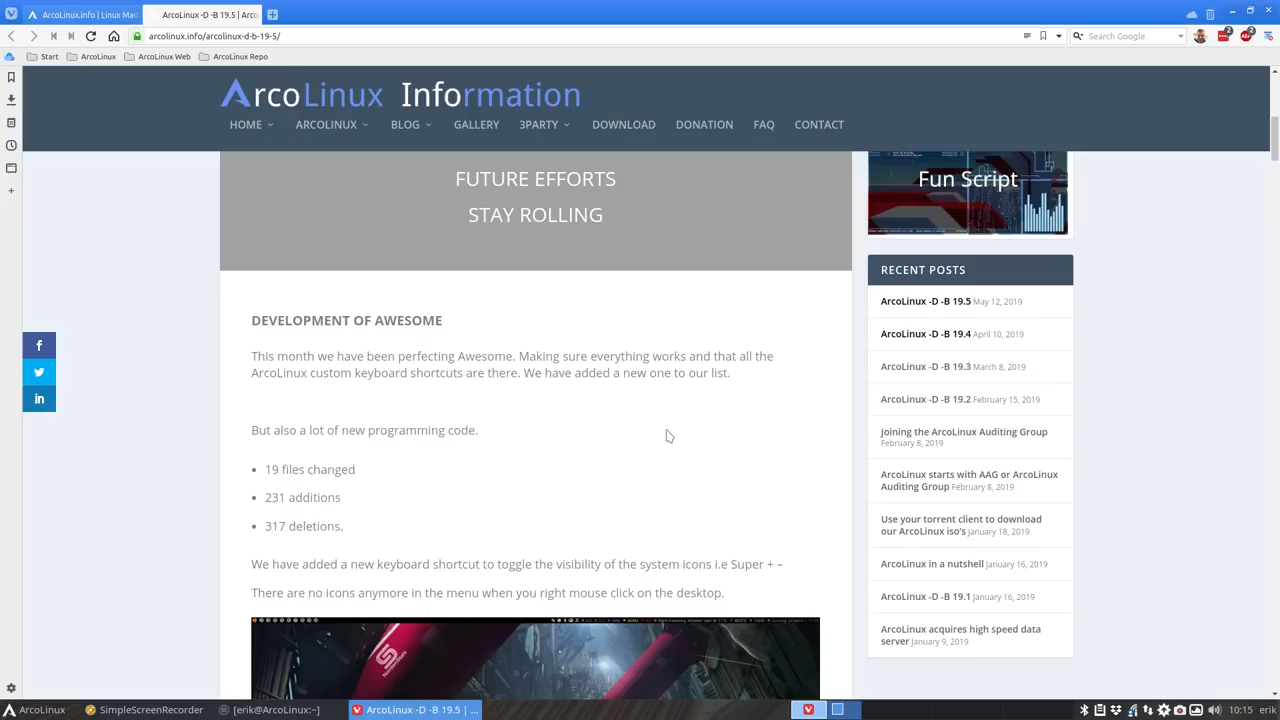 ArcoLinux.info | Linux Mar
ArcoLinux -D -B 19.5 | Arco
arcolinux.info/arcolinux-d-b-19-5/
Search Google
2
2
Start
ArcoLinux
ArcoLinux Web
ArcoLinux Repo
ArcoLinux Information
HOME
ARCOLINUX
BLOG
GALLERY
3PARTY
DOWNLOAD
DONATION
FAQ
CONTACT
FUTURE EFFORTS
STAY ROLLING
DEVELOPMENT OF AWESOME
This month we have been perfecting Awesome. Making sure everything works and that all the
ArcoLinux custom keyboard shortcuts are there. We have added a new one to our list.
But also a lot of new programming code.
• 19 files changed
• 231 additions
• 317 deletions.
We have added a new keyboard shortcut to toggle the visibility of the system icons i.e Super + –
There are no icons anymore in the menu when you right mouse click on the desktop.
Fun Script
RECENT POSTS
ArcoLinux -D -B 19.5 May 12, 2019
ArcoLinux -D -B 19.4 April 10, 2019
ArcoLinux -D -B 19.3 March 8, 2019
ArcoLinux -D -B 19.2 February 15, 2019
Joining the ArcoLinux Auditing Group
February 8, 2019
ArcoLinux starts with AAG or ArcoLinux
Auditing Group February 8, 2019
Use your torrent client to download
our ArcoLinux iso's January 18, 2019
ArcoLinux in a nutshell January 16, 2019
ArcoLinux -D -B 19.1 January 16, 2019
ArcoLinux acquires high speed data
server January 9, 2019
ArcoLinux
SimpleScreenRecorder
[erik@ArcoLinux:~]
ArcoLinux -D -B 19.5 | ...
10:15
erik